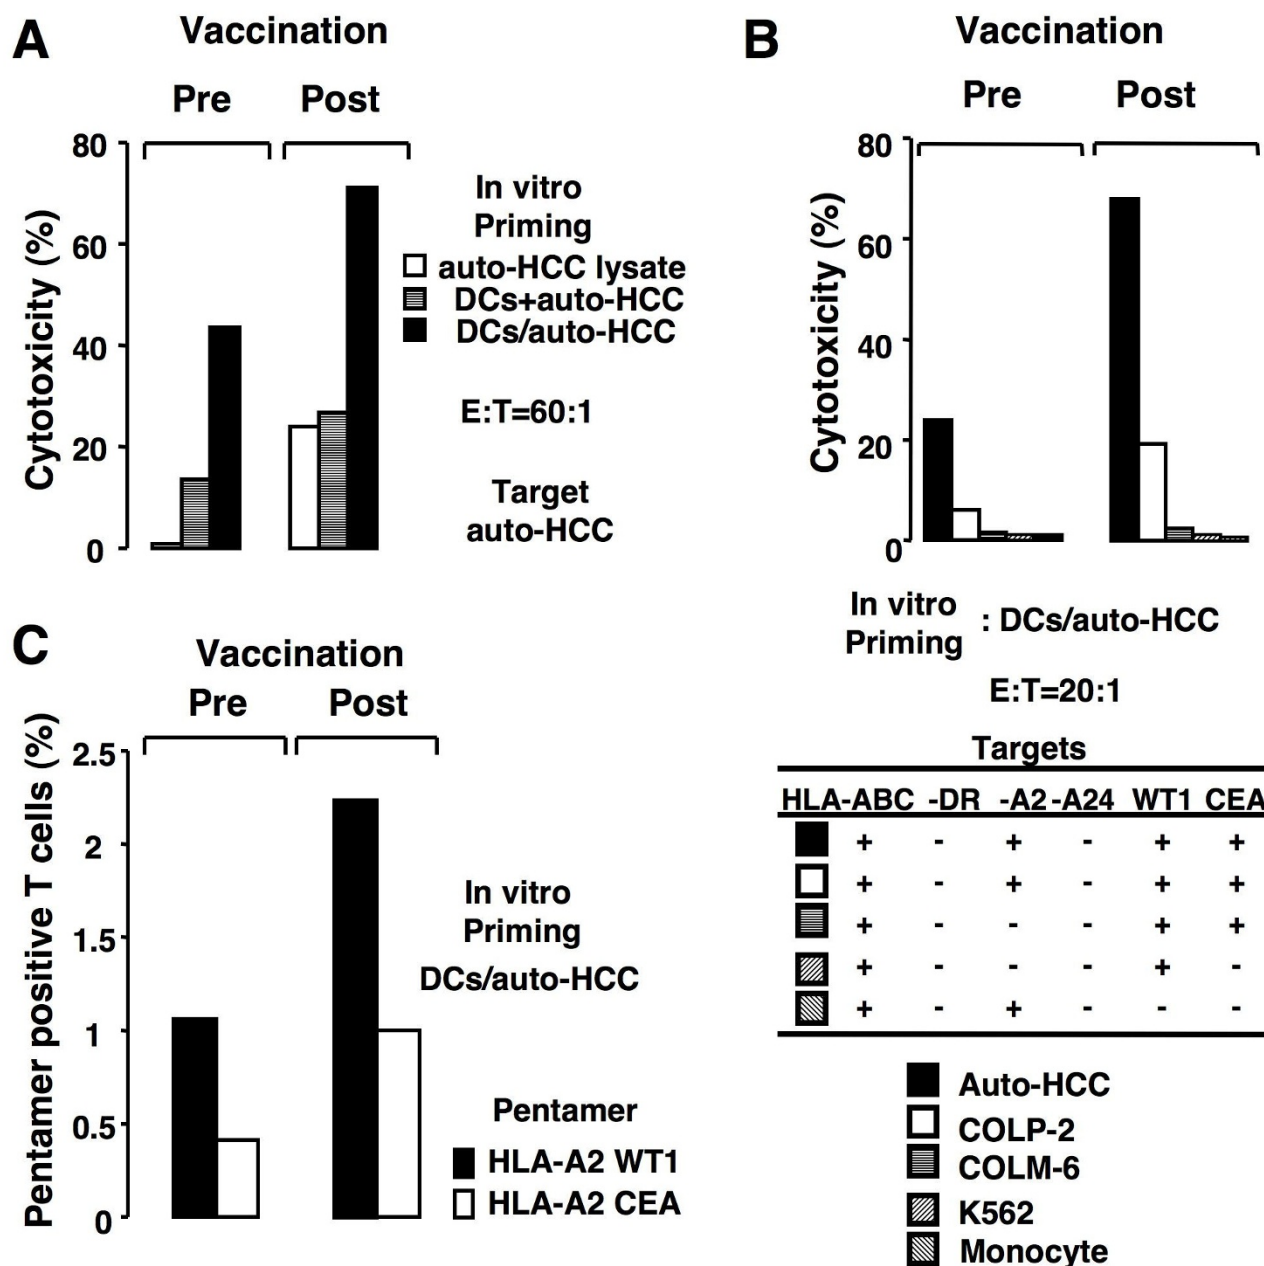 A
Vaccination
Pre Post
80
60
40
20
0
Cytotoxicity (%)
In vitro
Priming
auto-HCC lysate
DCs+auto-HCC
DCs/auto-HCC
E:T=60:1
Target
auto-HCC
B
Vaccination
Pre Post
80
60
40
20
0
Cytotoxicity (%)
In vitro
Priming
: DCs/auto-HCC
E:T=20:1
Targets
HLA-ABC -DR -A2 -A24 WT1 CEA
+ - + - + +
+ - + - + +
+ - - - + +
+ - - - + -
+ - + - - -
Auto-HCC
COLP-2
COLM-6
K562
Monocyte
C
Vaccination
Pre Post
2.5
2
1.5
1
0.5
0
Pentamer positive T cells (%)
In vitro
Priming
DCs/auto-HCC
Pentamer
HLA-A2 WT1
HLA-A2 CEA